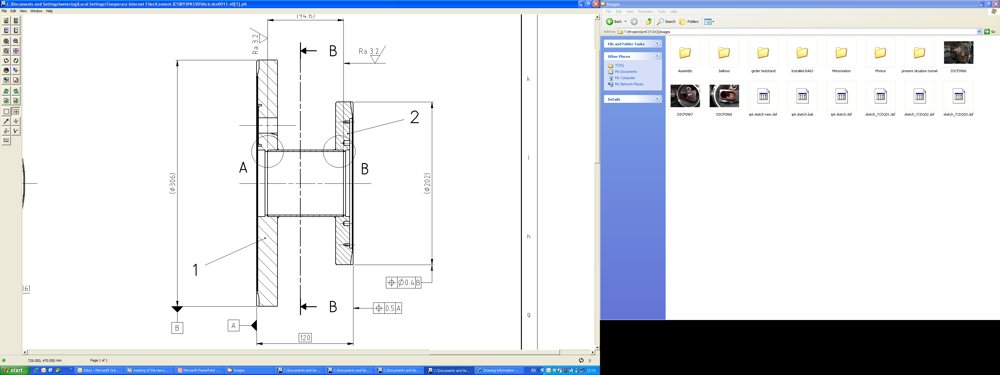 C:\Documents and Settings\wetering\Local Settings\Temporary Internet Files\Content.IE5\BYSPK1VD\lhctcdsv0011-v0[1].plt
File Edit View Window Help
(94.6)
Ra 3.2
B
Ra 3.2
2
A
B
(φ306)
(φ202)
1
⌖ Ø0.4 B
B
⌖ 0.5 A
A
B
120
k
i
h
g
06)
728.050, 470.550 mm
Page 1 of 1
0
Images
File Edit View Favorites Tools Help
Back
Search
Folders
Address T:\Projects\LHC\TCDQ\Images
Go
File and Folder Tasks
Other Places
TCDQ
My Documents
My Computer
My Network Places
Details
Assembly
bellows
girder teststand
Installed RA63
Motorisation
Photos
present situation tunnel
DSCF0966
DSCF0967
DSCF0968
ip6 sketch new.dsf
ip6 sketch.bak
ip6 sketch.dsf
sketch_TCDQ01.dsf
sketch_TCDQ02.dsf
sketch_TCDQ03.dsf
start
Inbox - Microsoft Out...
meeting of the new L...
Microsoft PowerPoint ...
Images
C:\Documents and Se...
C:\Documents and Se...
C:\Documents and Se...
C:\Documents and Se...
Drawing Information ...
EN
12:16